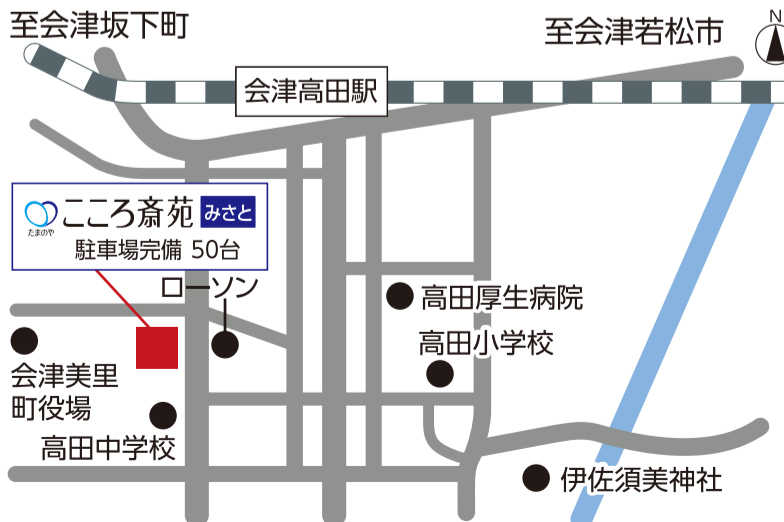 至会津坂下町
至会津若松市
N
会津高田駅
たまのや
こころ斎苑 みさと
駐車場完備 50台
ローソン
高田厚生病院
高田小学校
会津美里
町役場
高田中学校
伊佐須美神社